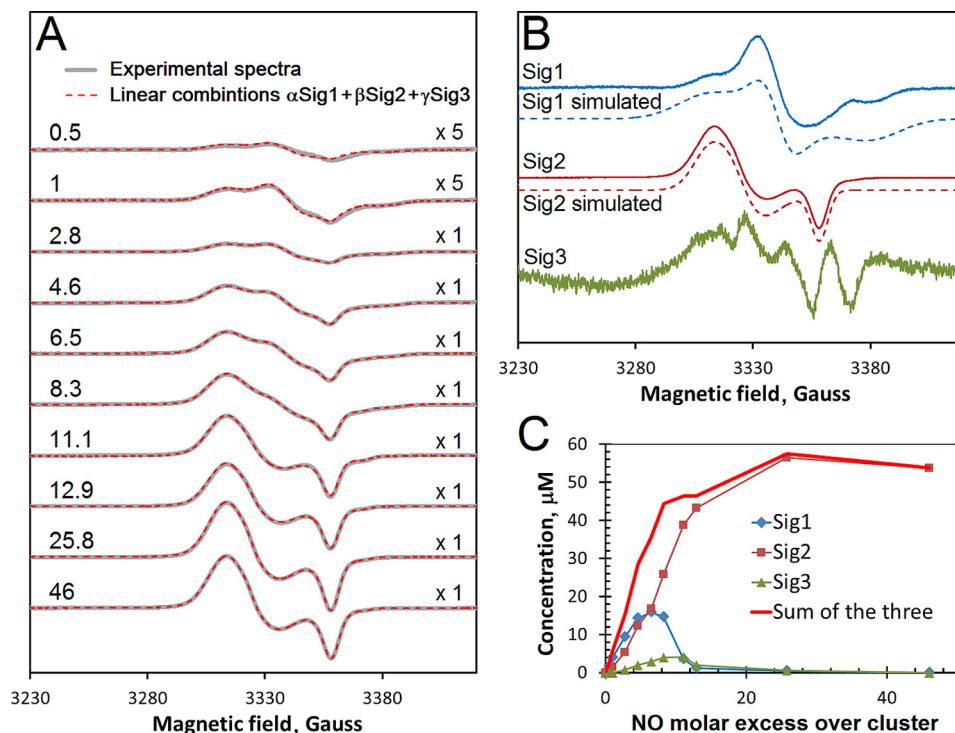 A
Experimental spectra
Linear combintions αSig1+βSig2+γSig3
0.5 x 5
1 x 5
2.8 x 1
4.6 x 1
6.5 x 1
8.3 x 1
11.1 x 1
12.9 x 1
25.8 x 1
46 x 1
3230 3280 3330 3380
Magnetic field, Gauss
B
Sig1
Sig1 simulated
Sig2
Sig2 simulated
Sig3
3230 3280 3330 3380
Magnetic field, Gauss
C
Concentration, µM
60
50
40
30
20
10
0
Sig1
Sig2
Sig3
Sum of the three
0 20 40
NO molar excess over cluster